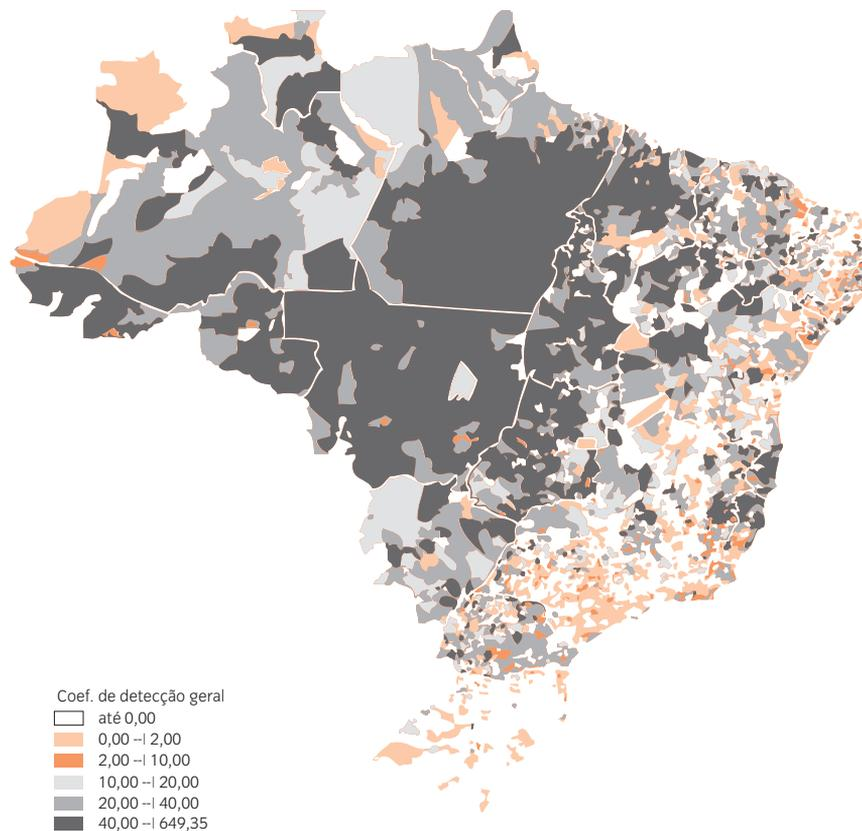 Coef. de detecção geral
até 0,00
0,00 --| 2,00
2,00 --| 10,00
10,00 --| 20,00
20,00 --| 40,00
40,00 --| 649,35